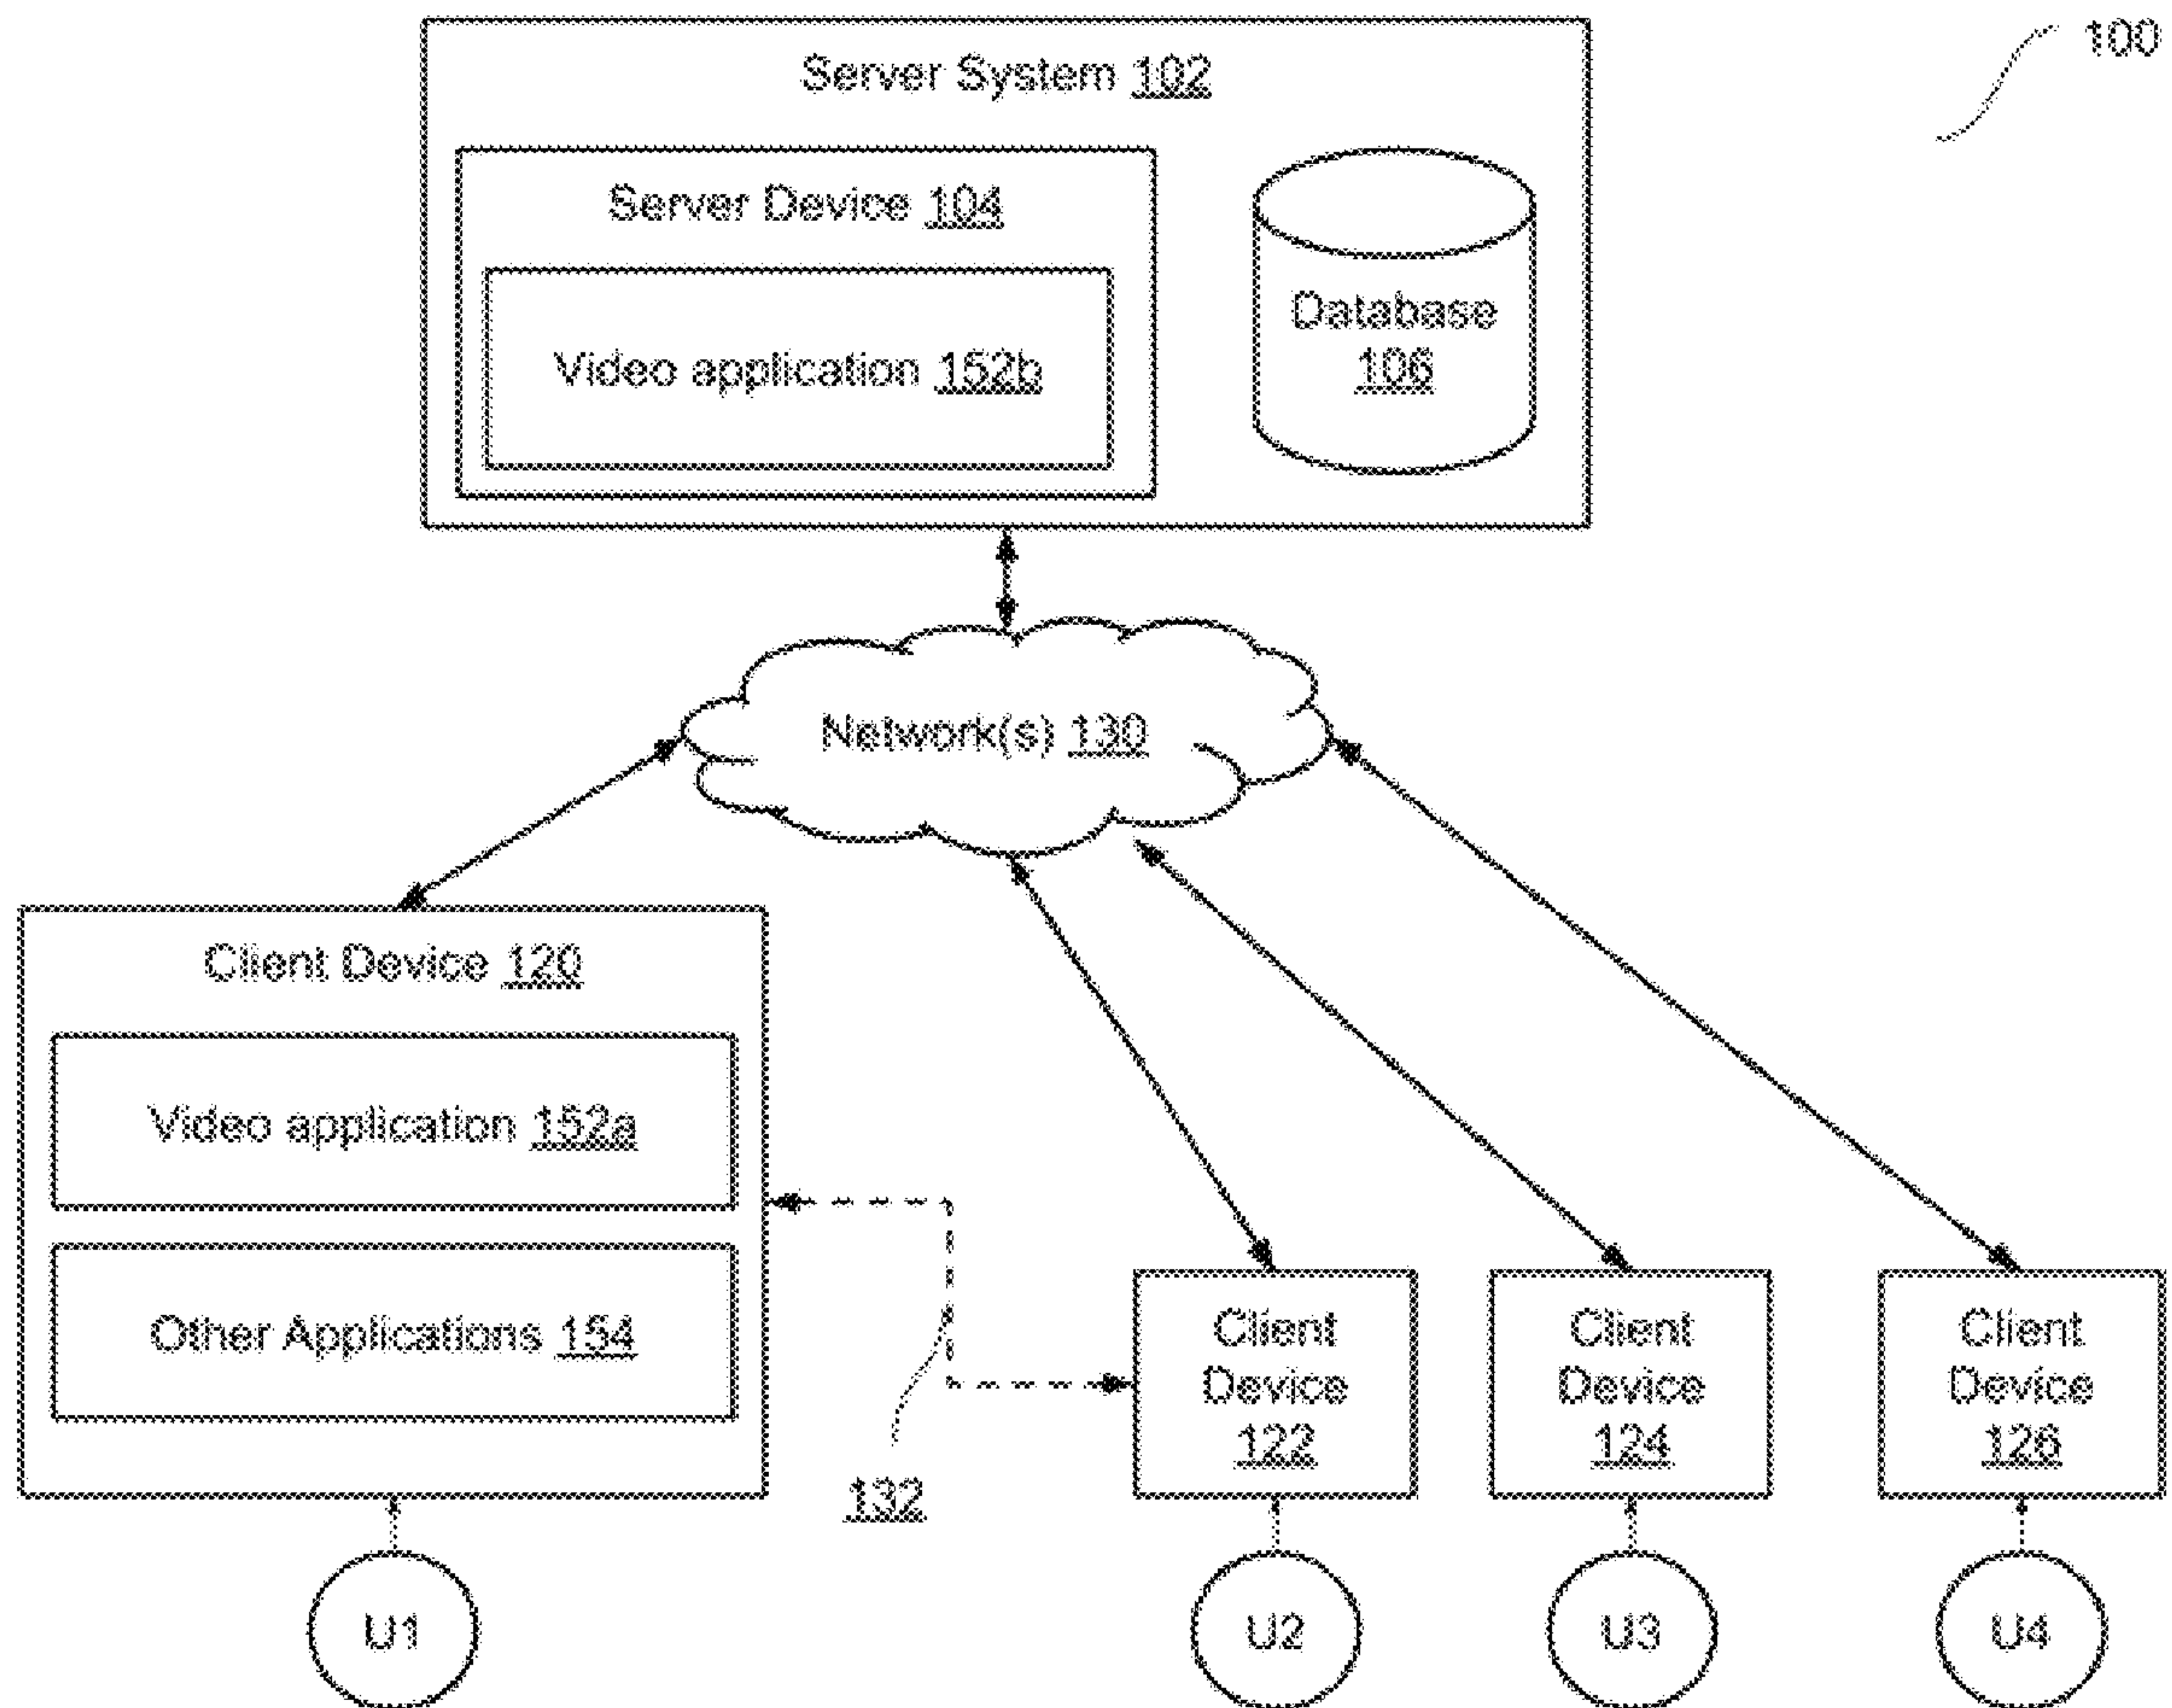 100
Server System 102
Server Device 104
Video application 152b
Database
106
Network(s) 130
Client Device 120
Video application 152a
Other Applications 154
132
Client
Device
122
Client
Device
124
Client
Device
126
U1
U2
U3
U4